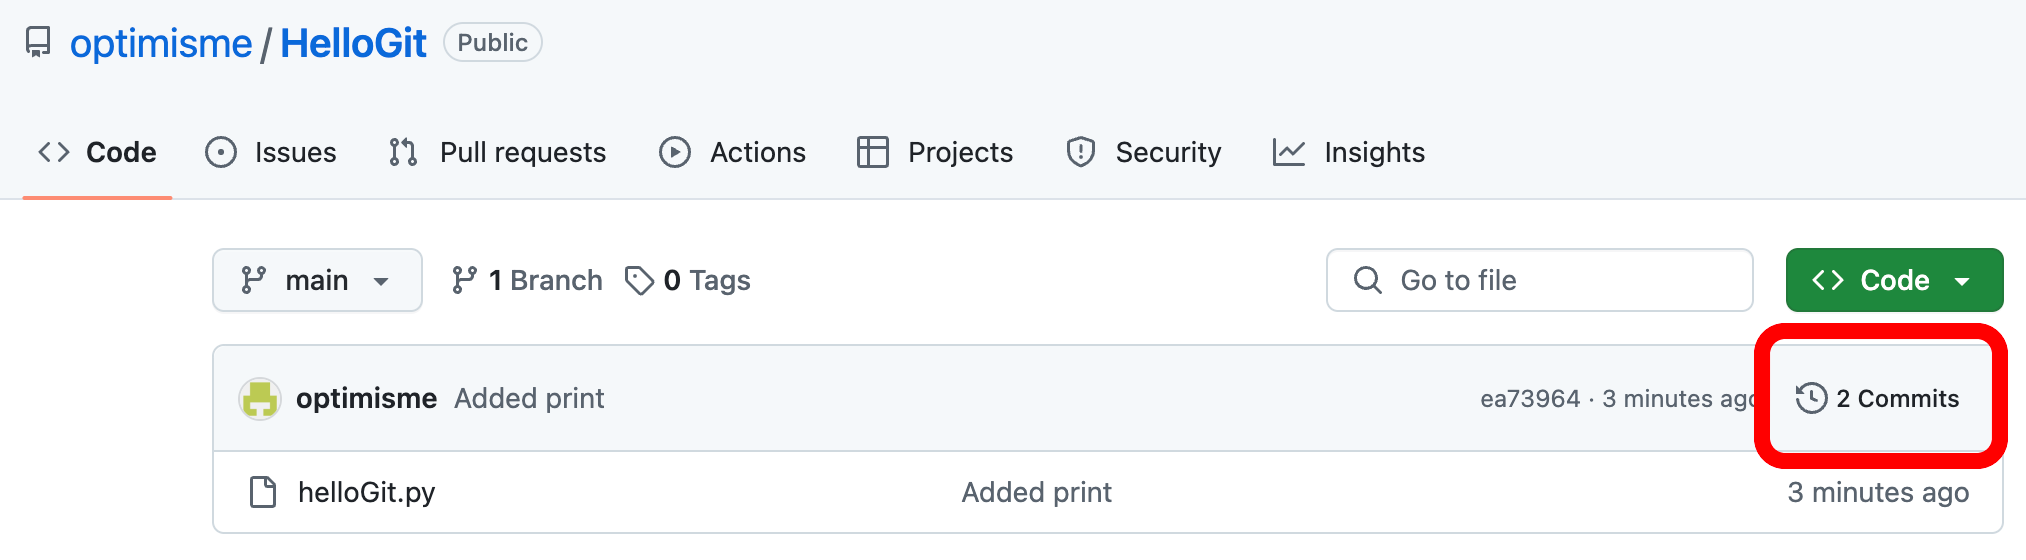 optimisme / HelloGit Public
Code Issues Pull requests Actions Projects Security Insights
main 1 Branch 0 Tags Go to file Code
optimisme Added print ea73964 · 3 minutes ago 2 Commits
helloGit.py Added print 3 minutes ago